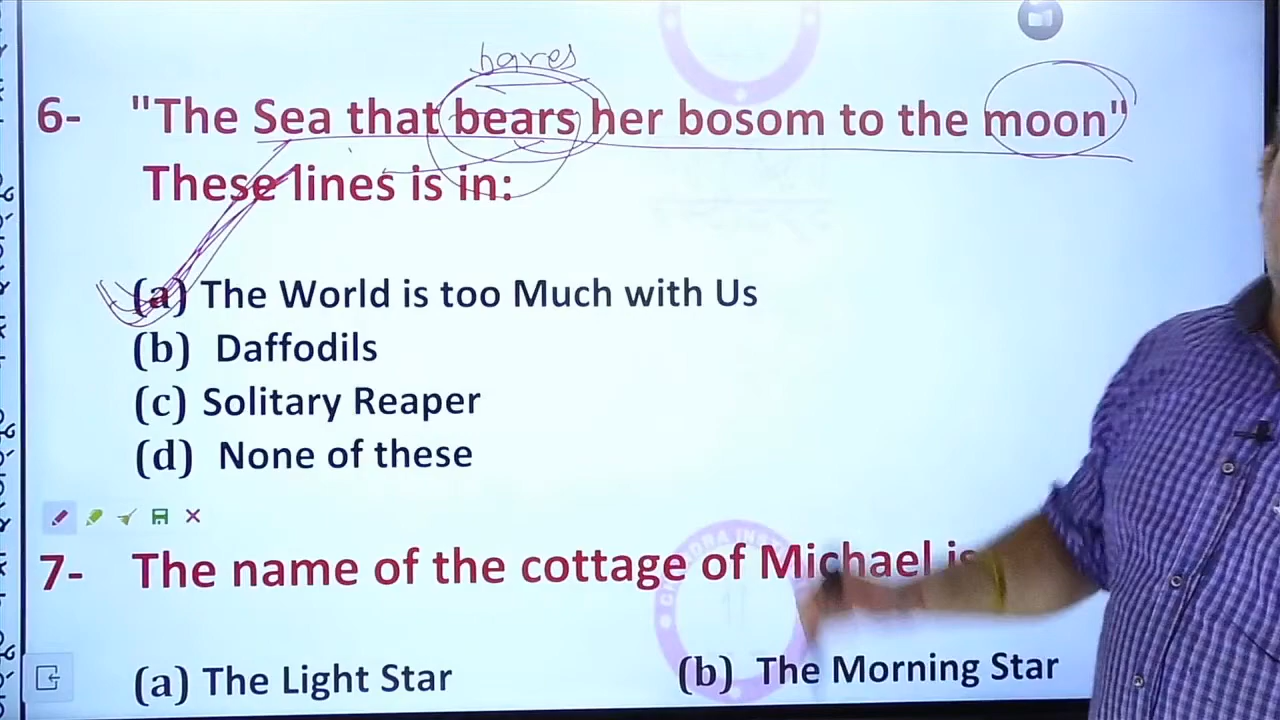 bares
6- "The Sea that bears her bosom to the moon"
These lines is in:
(a) The World is too Much with Us
(b) Daffodils
(c) Solitary Reaper
(d) None of these
7- The name of the cottage of Michael is
(a) The Light Star (b) The Morning Star